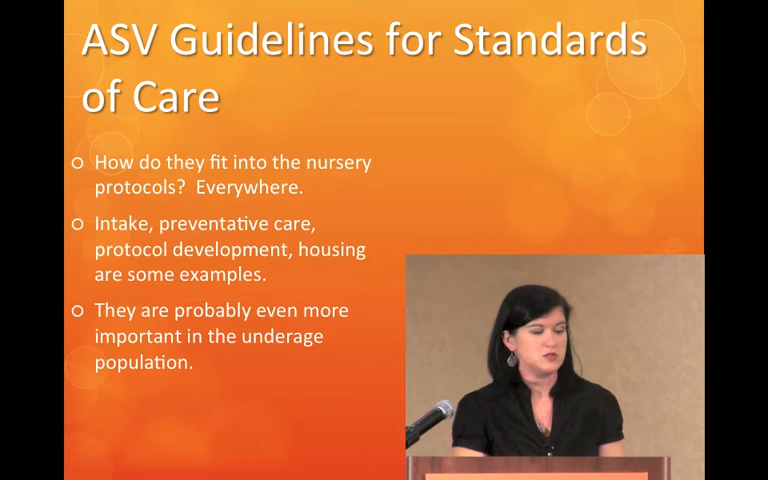 ASV Guidelines for Standards
of Care
How do they fit into the nursery
protocols? Everywhere.
Intake, preventative care,
protocol development, housing
are some examples.
They are probably even more
important in the underage
population.